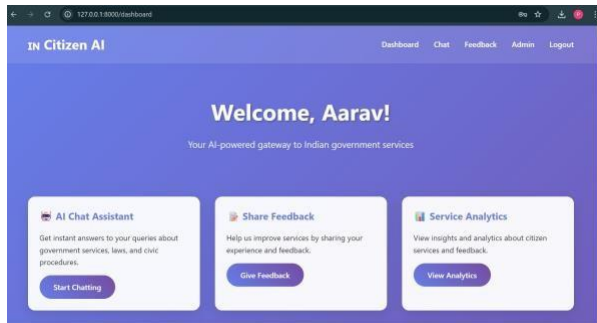 127.0.0.1:8000/dashboard
IN Citizen AI
Dashboard Chat Feedback Admin Logout
Welcome, Aarav!
Your AI-powered gateway to Indian government services
AI Chat Assistant
Get instant answers to your queries about
government services, laws, and civic
procedures.
Start Chatting
Share Feedback
Help us improve services by sharing your
experience and feedback.
Give Feedback
Service Analytics
View insights and analytics about citizen
services and feedback.
View Analytics